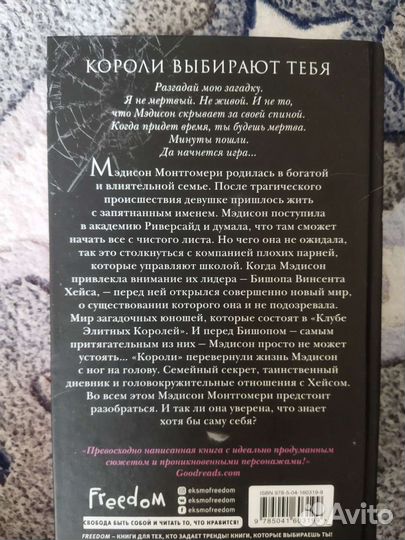 КОРОЛИ ВЫБИРАЮТ ТЕБЯ
Разгадай мою загадку.
Я не мертвый. Не живой. И не то,
что Мэдисон скрывает за своей спиной.
Когда придет время, ты будешь мертва.
Минуты пошли.
Да начнется игра...
Мэдисон Монтгомери родилась в богатой
и влиятельной семье. После трагического
происшествия девушке пришлось жить
с запятнанным именем. Мэдисон поступила
в академию Риверсайд и думала, что там сможет
начать все с чистого листа. Но чего она не ожидала,
так это столкнуться с компанией плохих парней,
которые управляют школой. Когда Мэдисон
привлекла внимание их лидера – Бишопа Винсента
Хейса, – перед ней открылся совершенно новый мир,
о существовании которого она и не подозревала.
Мир загадочных юношей, которые состоят в «Клубе
Элитных Королей». И перед Бишопом – самым
притягательным из них – Мэдисон просто не может
устоять... «Короли» перевернули жизнь Мэдисон
с ног на голову. Семейный секрет, таинственный
дневник и головокружительные отношения с Хейсом.
Во всем этом Мэдисон Монтгомери предстоит
разобраться. И так ли она уверена, что знает
хотя бы саму себя?
«Превосходно написанная книга с идеально продуманным
сюжетом и проникновенными персонажами!»
Goodreads.com
Freedom
eksmofreedom
eksmofreedom
eksmofreedom
СВОБОДА БЫТЬ СОБОЙ И ЧИТАТЬ ТО, ЧТО НРАВИТСЯ!
FREEDOM – КНИГИ ДЛЯ ТЕХ, КТО ЗАДАЕТ ТРЕНДЫ! КНИГИ, КОТОРЫЕ ВЫБИРАЕШЬ ТЫ!
ISBN 978-5-04-160319-9
Avito